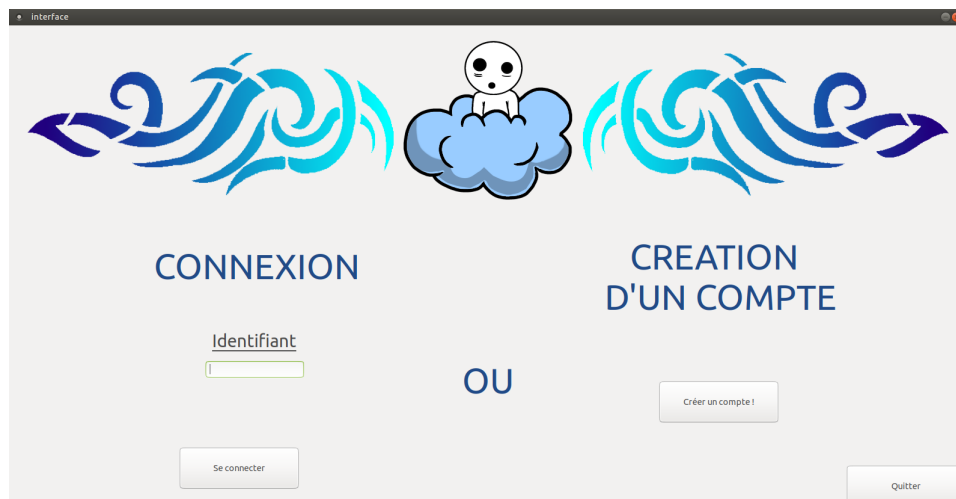 interface
CONNEXION
Identifiant
Se connecter
OU
CREATION
D'UN COMPTE
Créer un compte !
Quitter